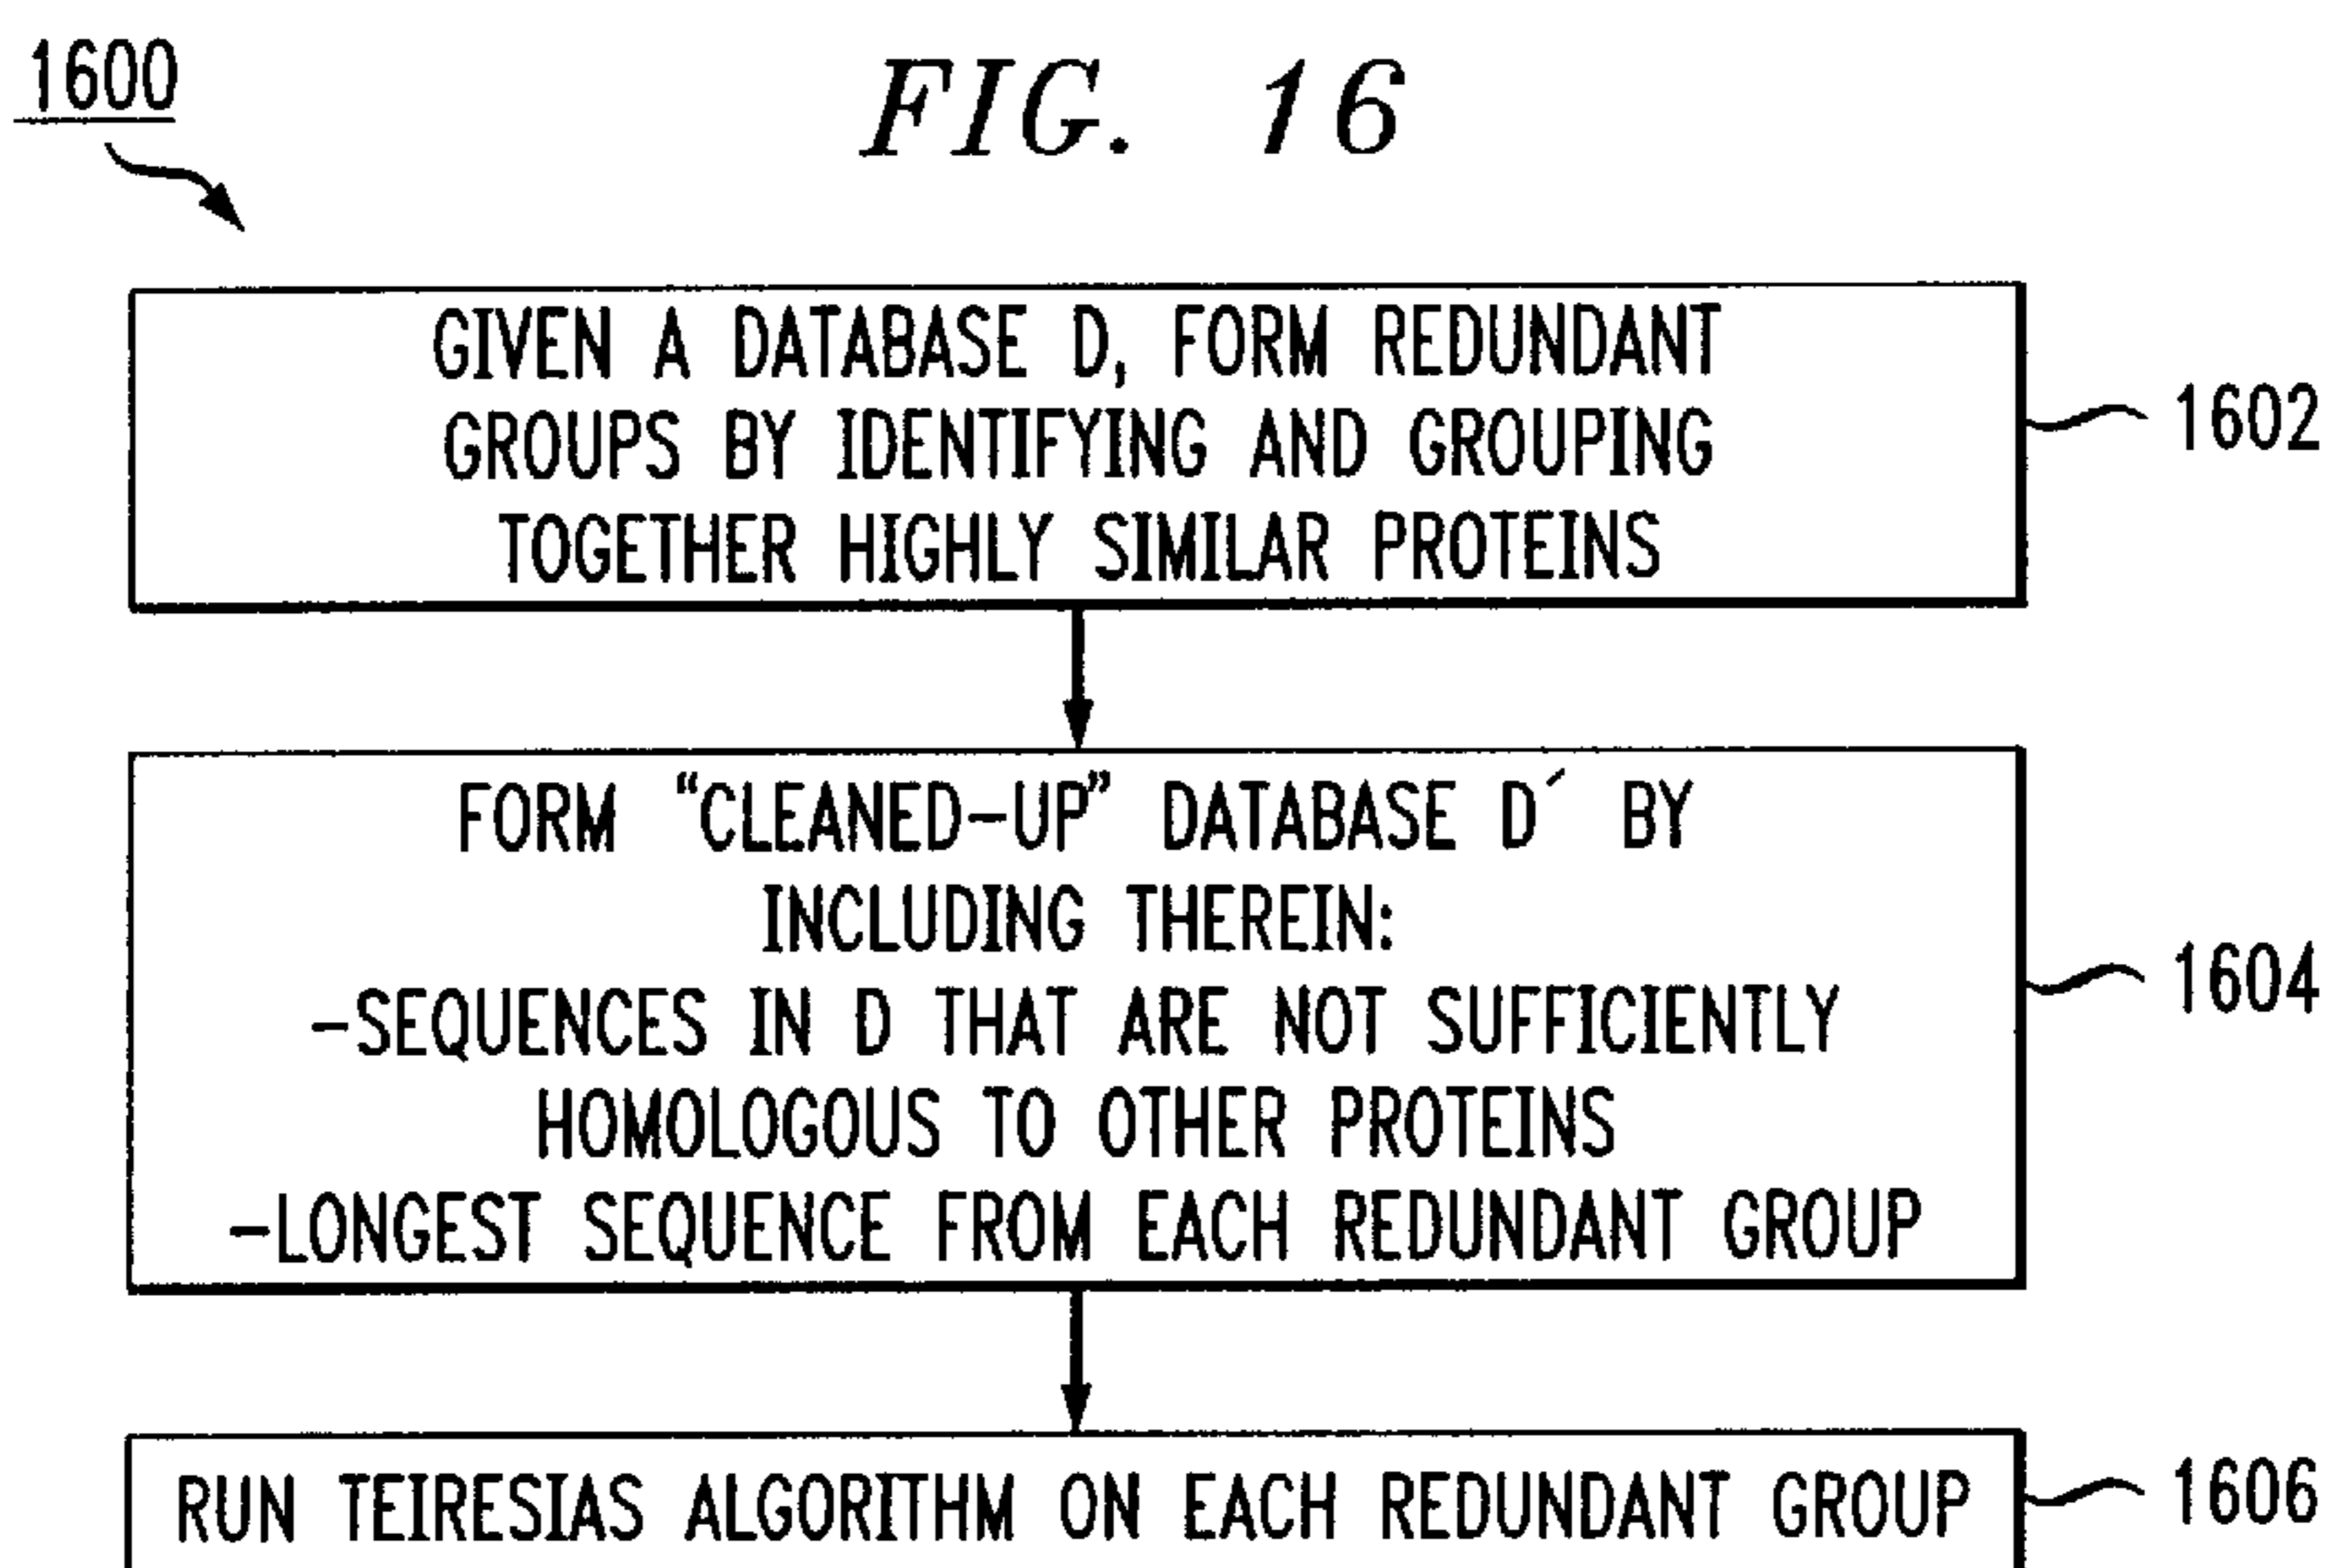 1600
FIG. 16
GIVEN A DATABASE D, FORM REDUNDANT
GROUPS BY IDENTIFYING AND GROUPING
TOGETHER HIGHLY SIMILAR PROTEINS
1602
FORM “CLEANED-UP” DATABASE D´ BY
INCLUDING THEREIN:
-SEQUENCES IN D THAT ARE NOT SUFFICIENTLY
HOMOLOGOUS TO OTHER PROTEINS
-LONGEST SEQUENCE FROM EACH REDUNDANT GROUP
1604
RUN TEIRESIAS ALGORITHM ON EACH REDUNDANT GROUP
1606